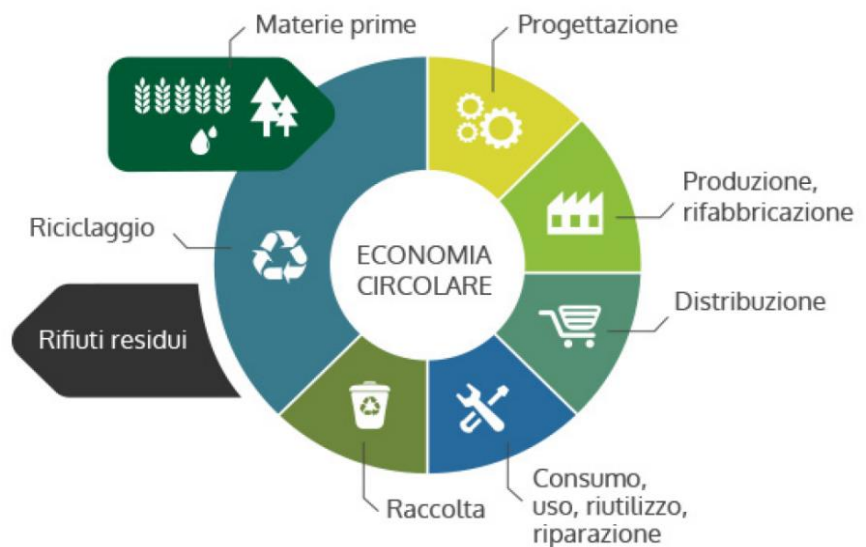 Materie prime
Progettazione
Produzione,
rifabbricazione
Riciclaggio
ECONOMIA
CIRCOLARE
Distribuzione
Rifiuti residui
Consumo,
uso, riutilizzo,
riparazione
Raccolta